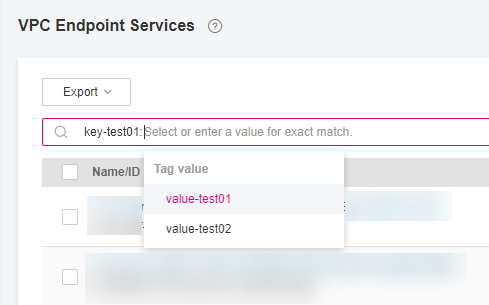 VPC Endpoint Services ?
Export
key-test01: Select or enter a value for exact match.
Name/ID
Tag value
value-test01
value-test02